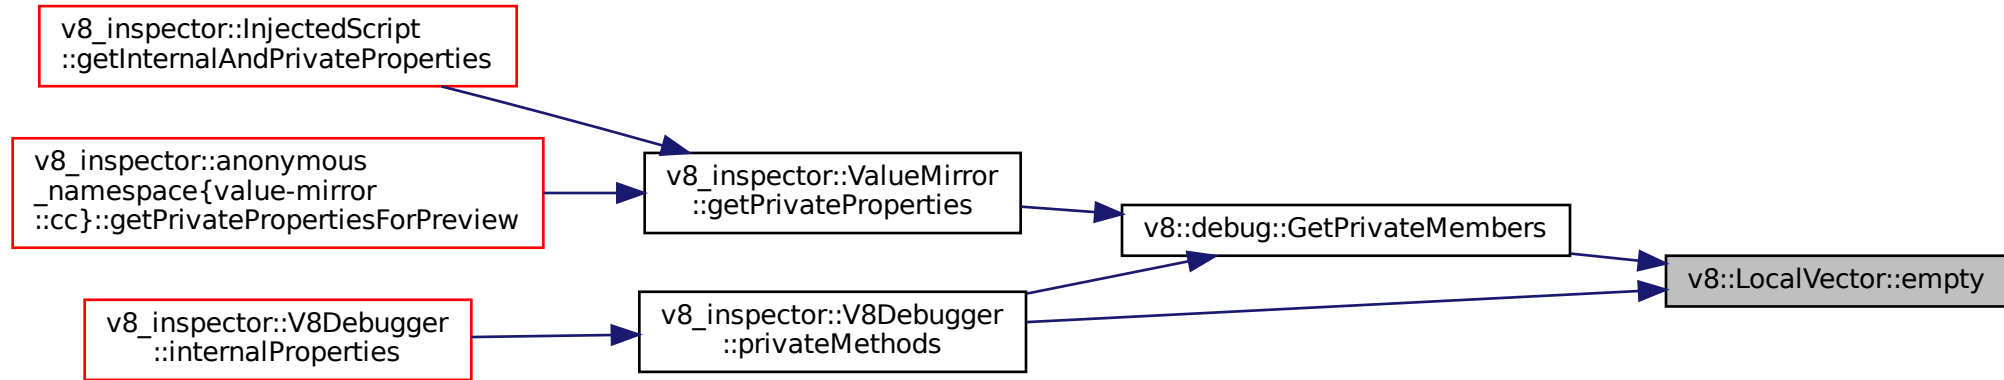 v8_inspector::InjectedScript
::getInternalAndPrivateProperties
v8_inspector::anonymous
_namespace{value-mirror
::cc}::getPrivatePropertiesForPreview
v8_inspector::ValueMirror
::getPrivateProperties
v8::debug::GetPrivateMembers
v8::LocalVector::empty
v8_inspector::V8Debugger
::internalProperties
v8_inspector::V8Debugger
::privateMethods